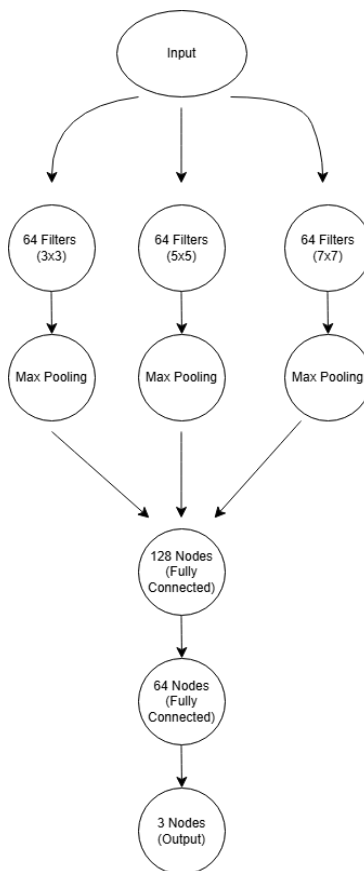 Input
64 Filters
(3x3)
64 Filters
(5x5)
64 Filters
(7x7)
Max Pooling
Max Pooling
Max Pooling
128 Nodes
(Fully
Connected)
64 Nodes
(Fully
Connected)
3 Nodes
(Output)